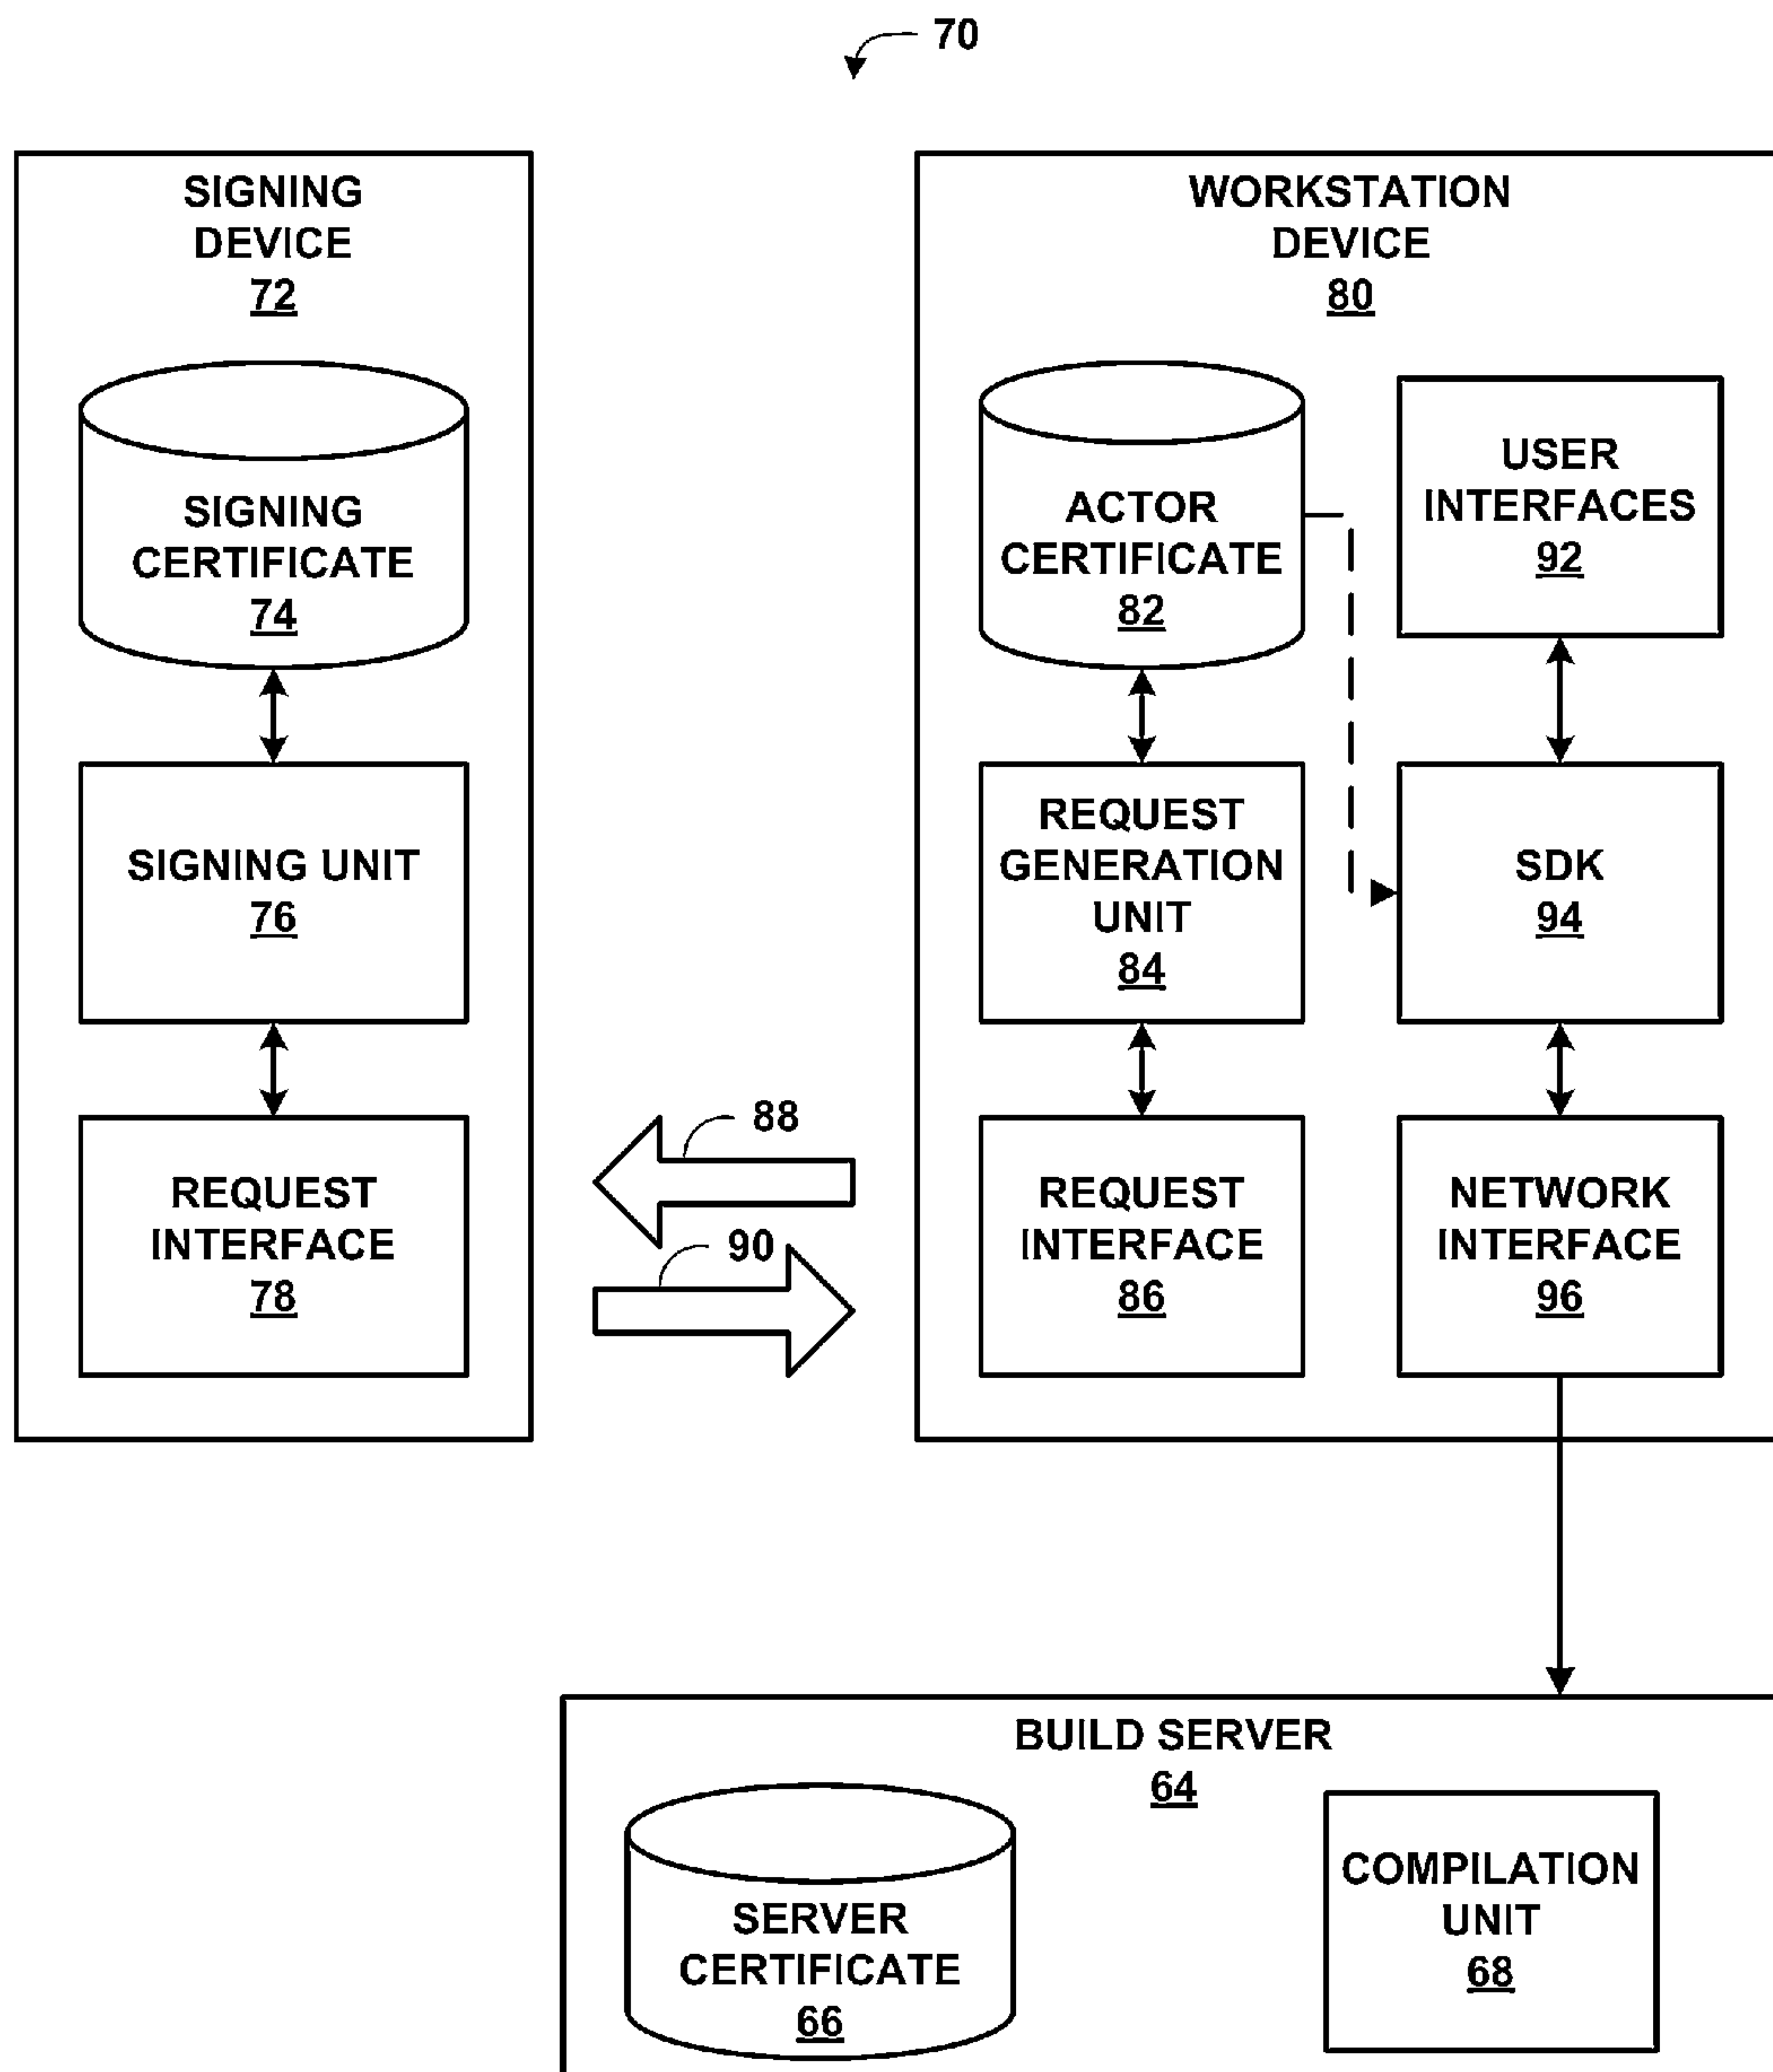 70
SIGNING
DEVICE
72
SIGNING
CERTIFICATE
74
SIGNING UNIT
76
REQUEST
INTERFACE
78
88
90
WORKSTATION
DEVICE
80
ACTOR
CERTIFICATE
82
USER
INTERFACES
92
REQUEST
GENERATION
UNIT
84
SDK
94
REQUEST
INTERFACE
86
NETWORK
INTERFACE
96
BUILD SERVER
64
SERVER
CERTIFICATE
66
COMPILATION
UNIT
68